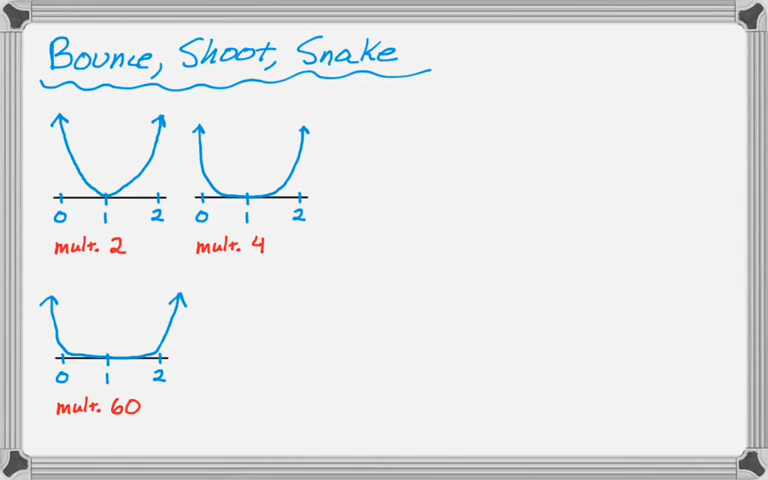 Bounce, Shoot, Snake
0 1 2
mult. 2
0 1 2
mult. 4
0 1 2
mult. 60